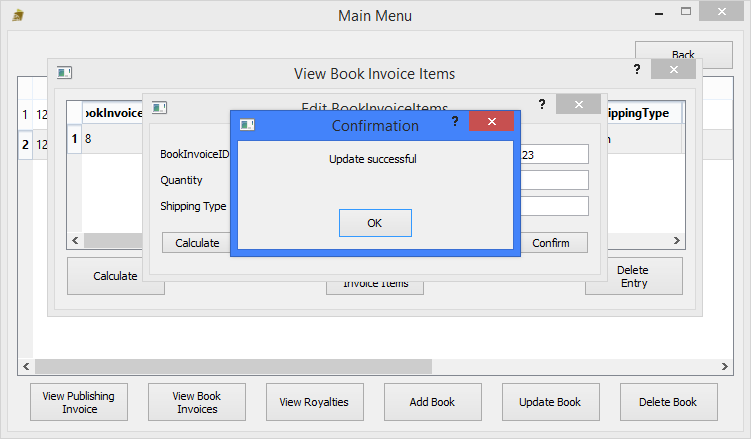 Main Menu
Back
View Book Invoice Items
?
Edit BookInvoiceItems
?
Confirmation
?
Update successful
OK
1 12
2 12
1 8
BookInvoiceID
23
Quantity
Shipping Type
Calculate
Confirm
Calculate
Invoice Items
Delete
Entry
View Publishing
Invoice
View Book
Invoices
View Royalties
Add Book
Update Book
Delete Book